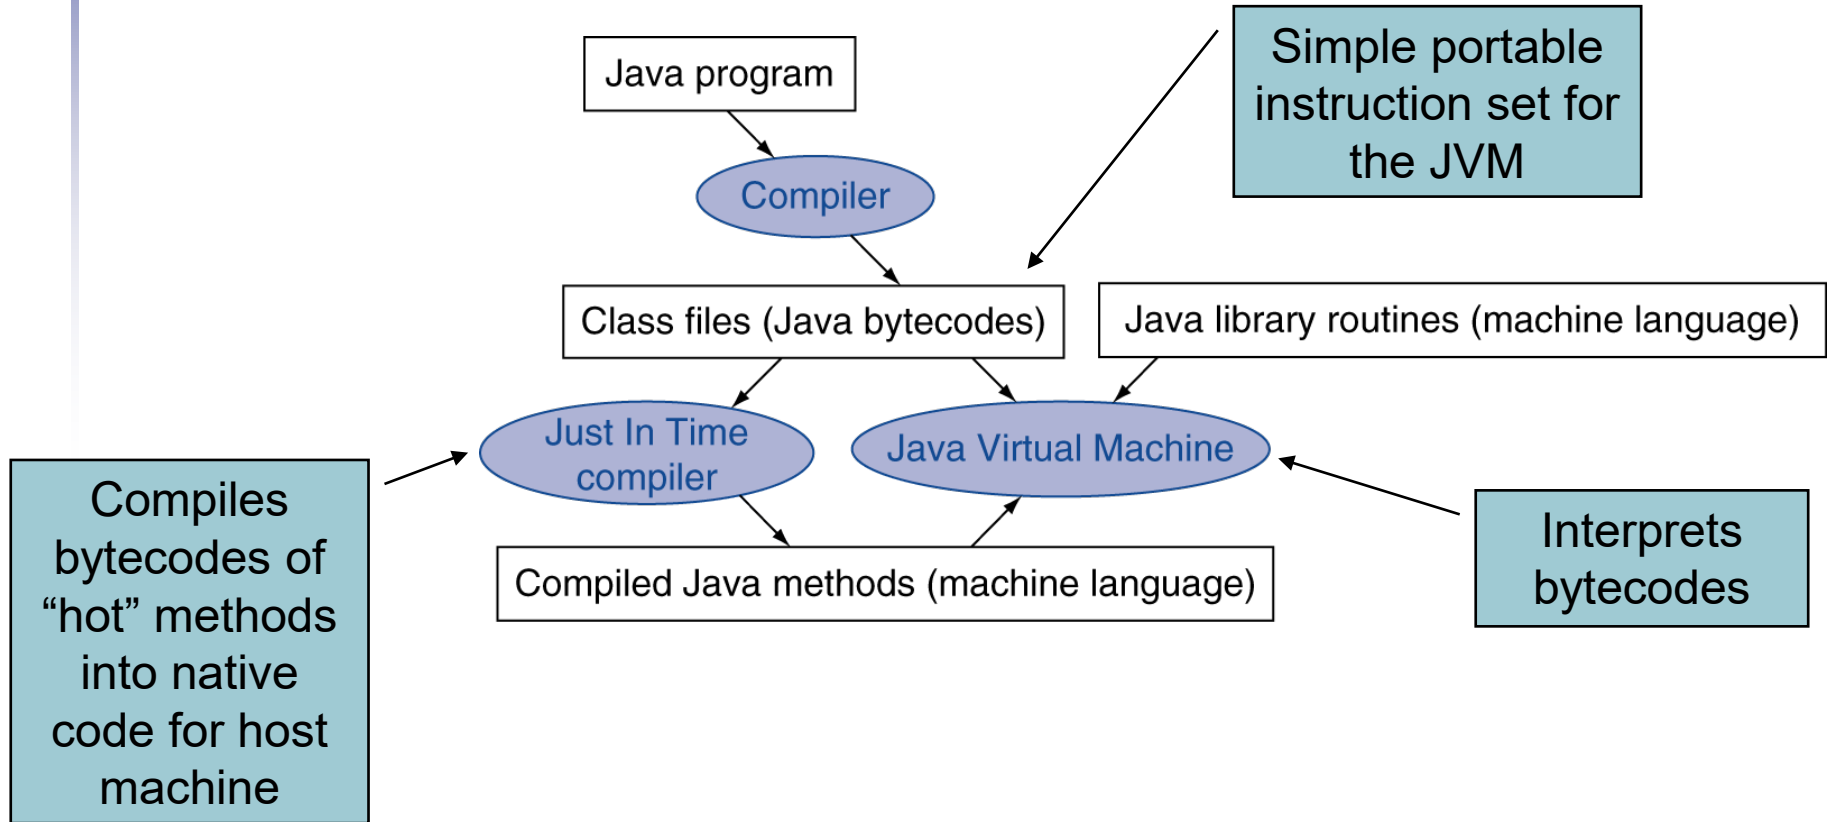 Java program
Simple portable
instruction set for
the JVM
Compiler
Class files (Java bytecodes)
Java library routines (machine language)
Just In Time
compiler
Java Virtual Machine
Compiles
bytecodes of
“hot” methods
into native
code for host
machine
Interprets
bytecodes
Compiled Java methods (machine language)